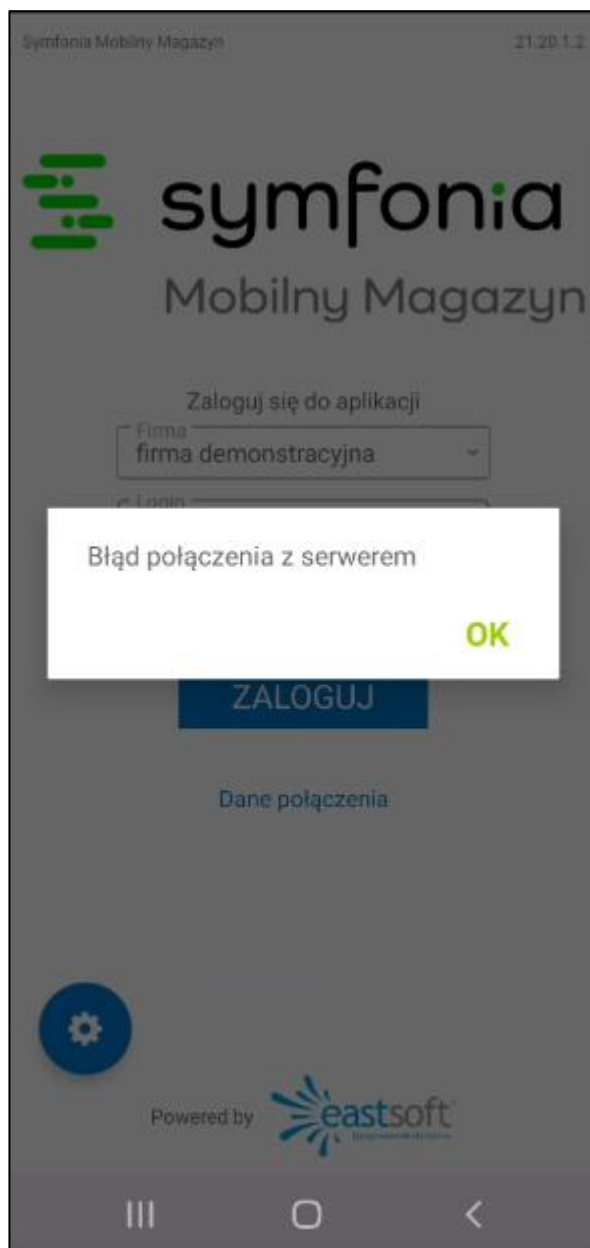 Symfonia Mobilny Magazyn 21.20.1.2
symfonia
Mobilny Magazyn
Zaloguj się do aplikacji
Firma
firma demonstracyjna
Login
Błąd połączenia z serwerem
OK
ZALOGUJ
Dane połączenia
Powered by eastsoft